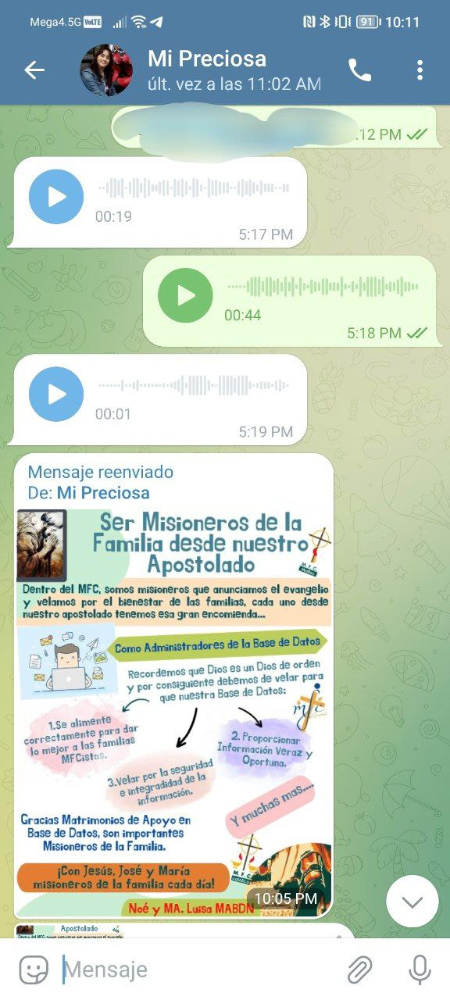 Mega4.5G VoLTE 91 10:11
Mi Preciosa
últ. vez a las 11:02 AM
:12 PM
00:19
5:17 PM
00:44
5:18 PM
00:01
5:19 PM
Mensaje reenviado
De: Mi Preciosa
Ser Misioneros de la
Familia desde nuestro
Apostolado
M.F.C.
Dentro del MFC, somos misioneros que anunciamos el evangelio
y velamos por el bienestar de las familias, cada uno desde
nuestro apostolado tenemos esa gran encomienda...
Como Administradores de la Base de Datos
Recordemos que Dios es un Dios de orden
y por consiguiente debemos de velar para
que nuestra Base de Datos:
mfc
1.Se alimente
correctamente para dar
lo mejor a las familias
MFCistas.
2. Proporcionar
Información Veraz y
Oportuna.
3.Velar por la seguridad
e integradidad de la
información.
Y muchas mas....
Gracias Matrimonios de Apoyo en
Base de Datos, son importantes
Misioneros de la Familia.
M F C
¡Con Jesús, José y María
misioneros de la familia cada día!
10:05 PM
Noé y MA. Luisa MABDN
Apostolado
Mensaje